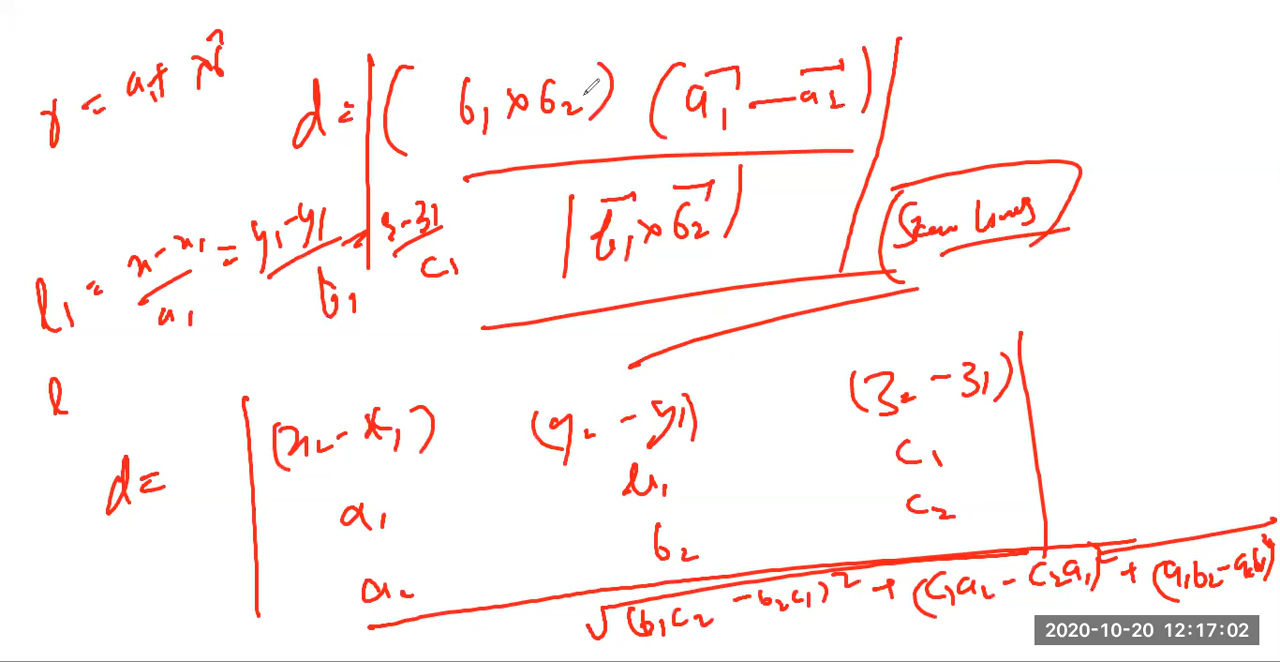 r = a₁ + λb̂
d = | (b₁ × b₂) (a₁⃗ — a₂⃗) |
| b₁⃗ × b₂⃗ |
(Skew lines)
l₁ = x - x₁ / a₁ = y₁ - y₁ / b₁ = z - z₁ / c₁
l
d = | (x₂ - x₁) (y₂ - y₁) (z₂ - z₁) |
a₁ b₁ c₁
a₂ b₂ c₂
√(b₁c₂ - b₂c₁)² + (c₁a₂ - c₂a₁)² + (a₁b₂ - a₂b₁)²
2020-10-20 12:17:02